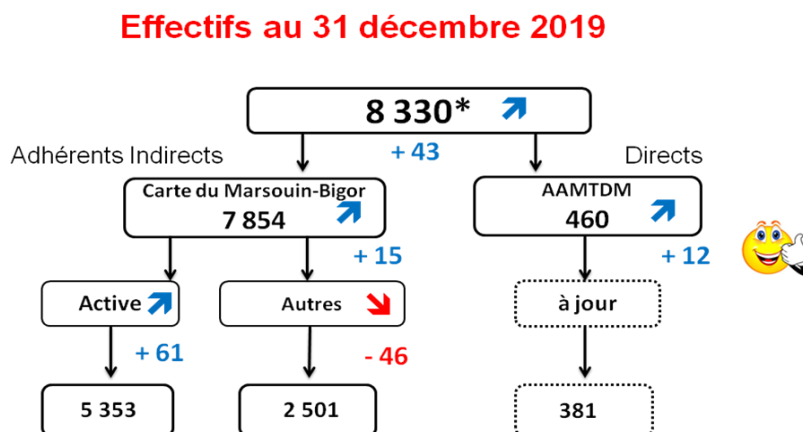 Effectifs au 31 décembre 2019
8 330*
+ 43
Adhérents Indirects
Directs
Carte du Marsouin-Bigor
7 854
AAMTDM
460
+ 15
+ 12
Active
Autres
à jour
+ 61
- 46
5 353
2 501
381